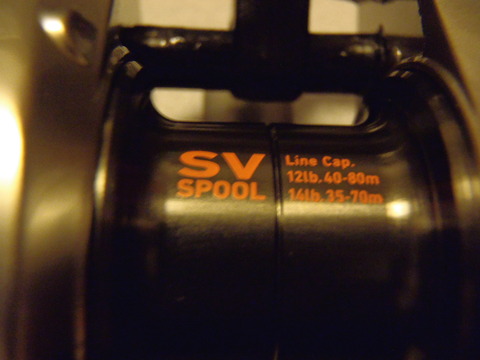 SV
SPOOL
Line Cap.
12lb.40-80m
14lb.35-70m